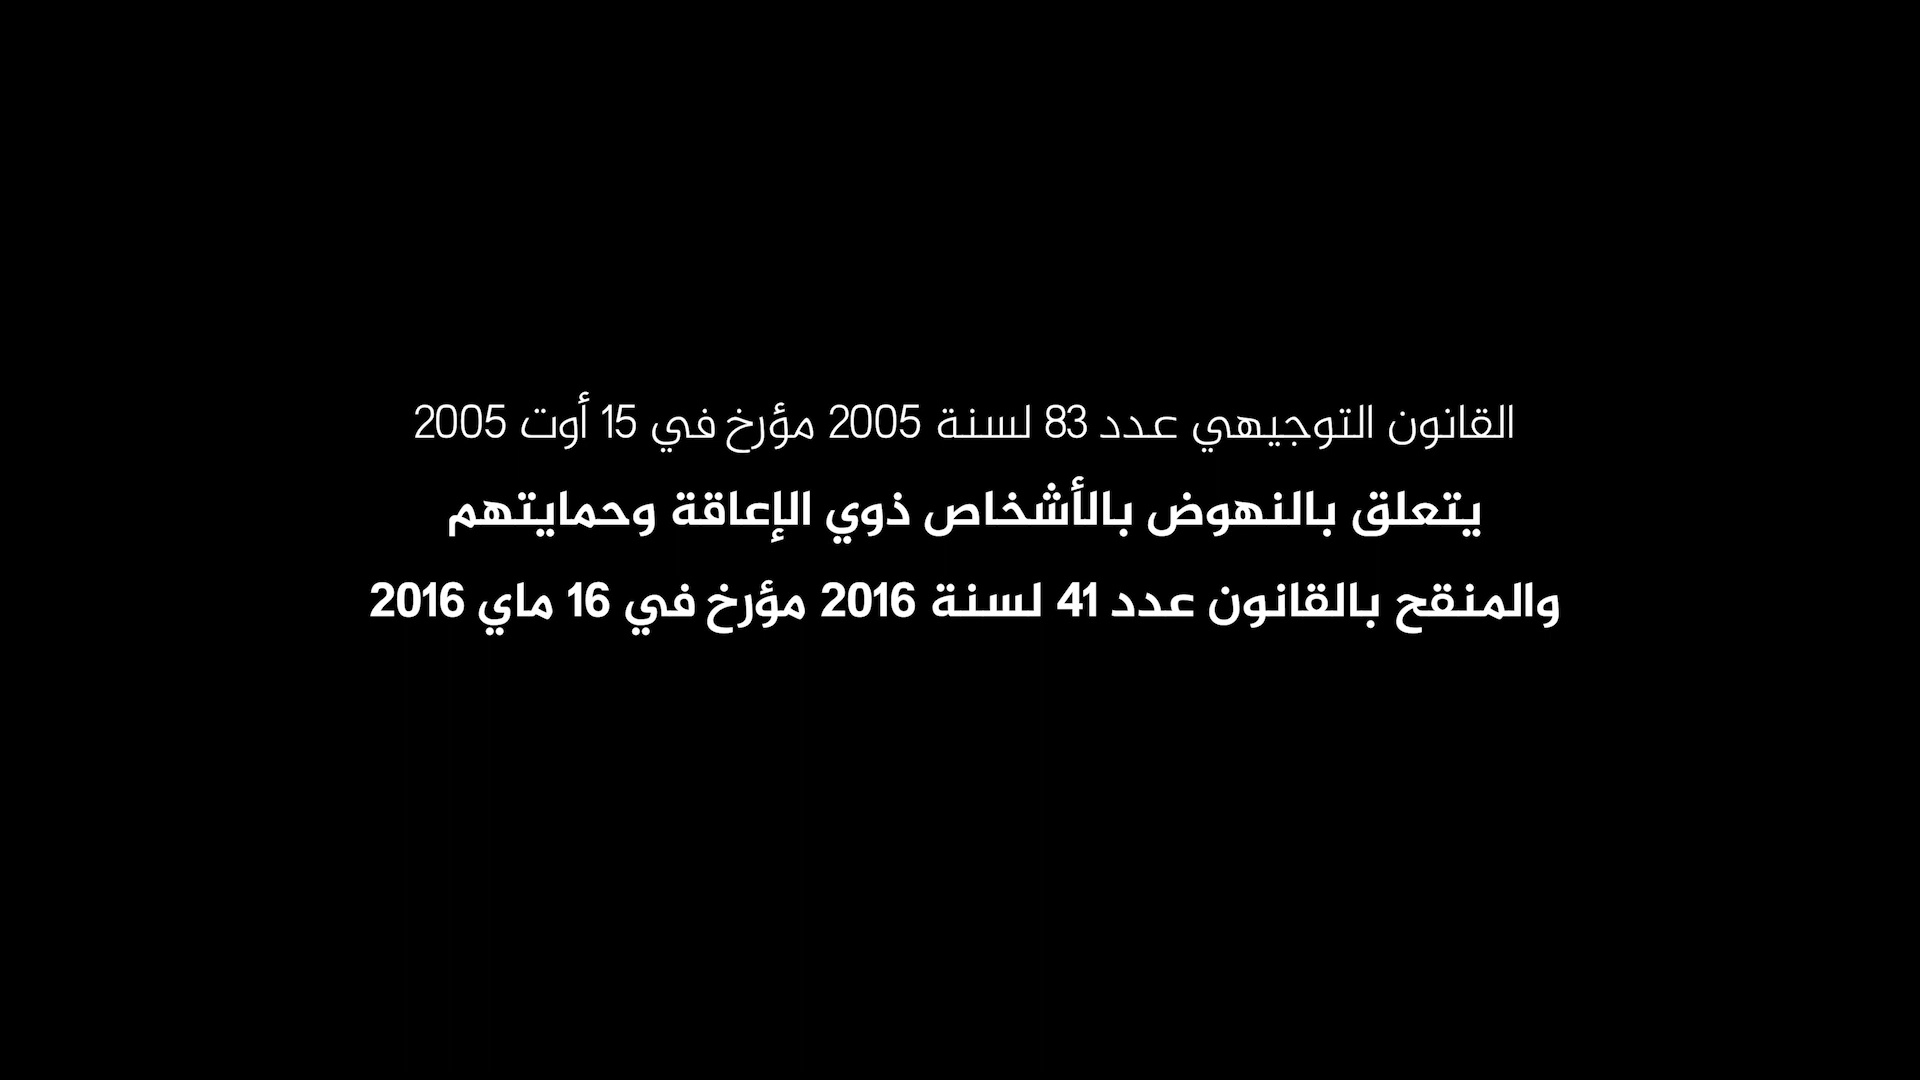 القانون التوجيهي عدد 83 لسنة 2005 مؤرخ في 15 أوت 2005
يتعلق بالنهوض بالأشخاص ذوي الإعاقة وحمايتهم
والمنقح بالقانون عدد 41 لسنة 2016 مؤرخ في 16 ماي 2016